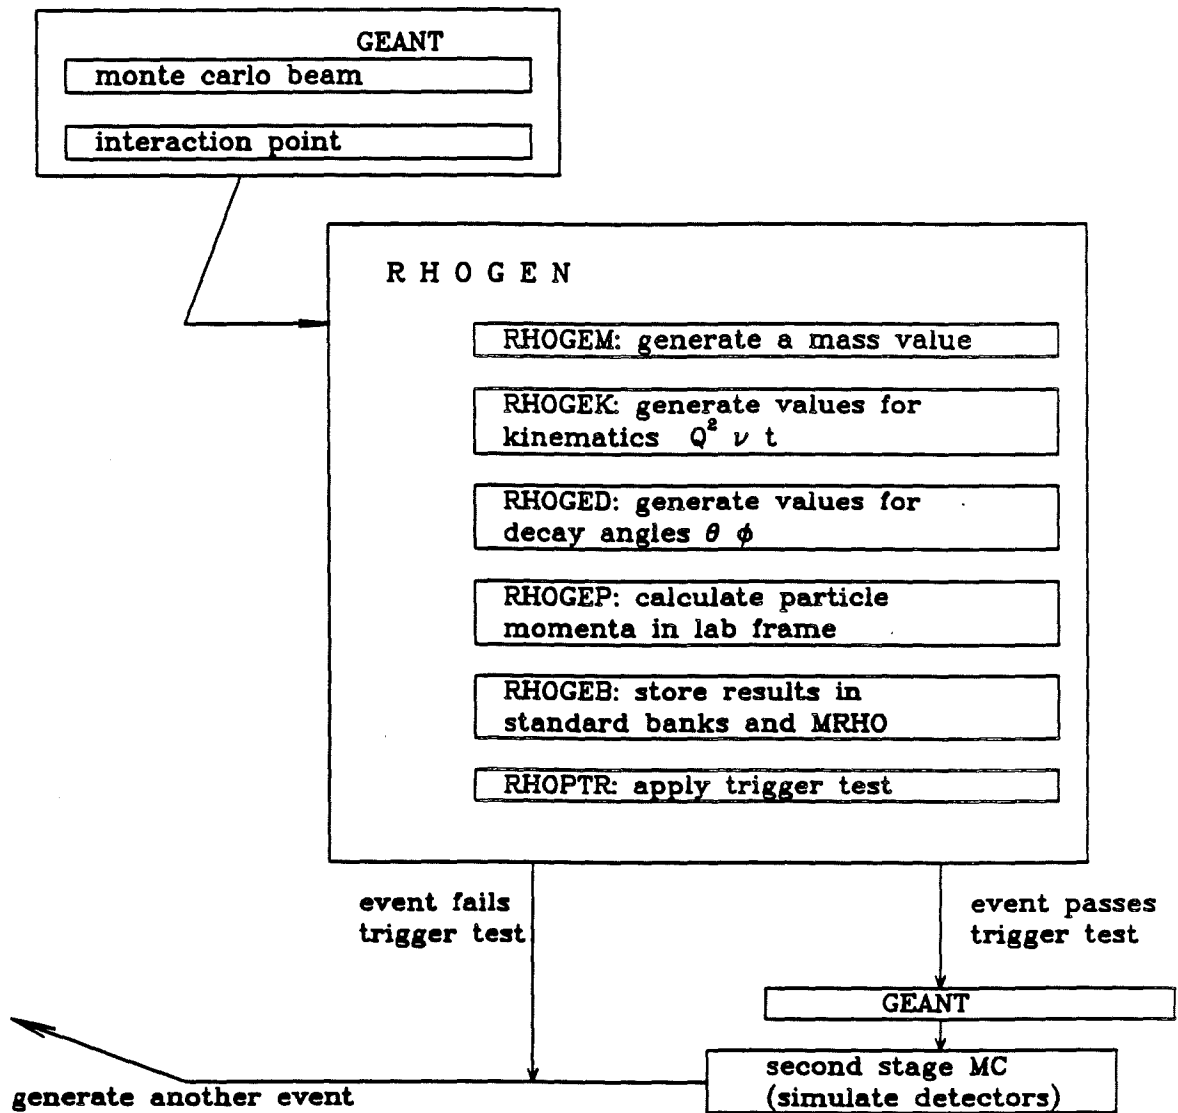 GEANT
monte carlo beam
interaction point
R H O G E N
RHOGEM: generate a mass value
RHOGEK: generate values for
kinematics Q² ν t
RHOGED: generate values for
decay angles θ ϕ
RHOGEP: calculate particle
momenta in lab frame
RHOGEB: store results in
standard banks and MRHO
RHOPTR: apply trigger test
event fails
trigger test
event passes
trigger test
GEANT
second stage MC
(simulate detectors)
generate another event